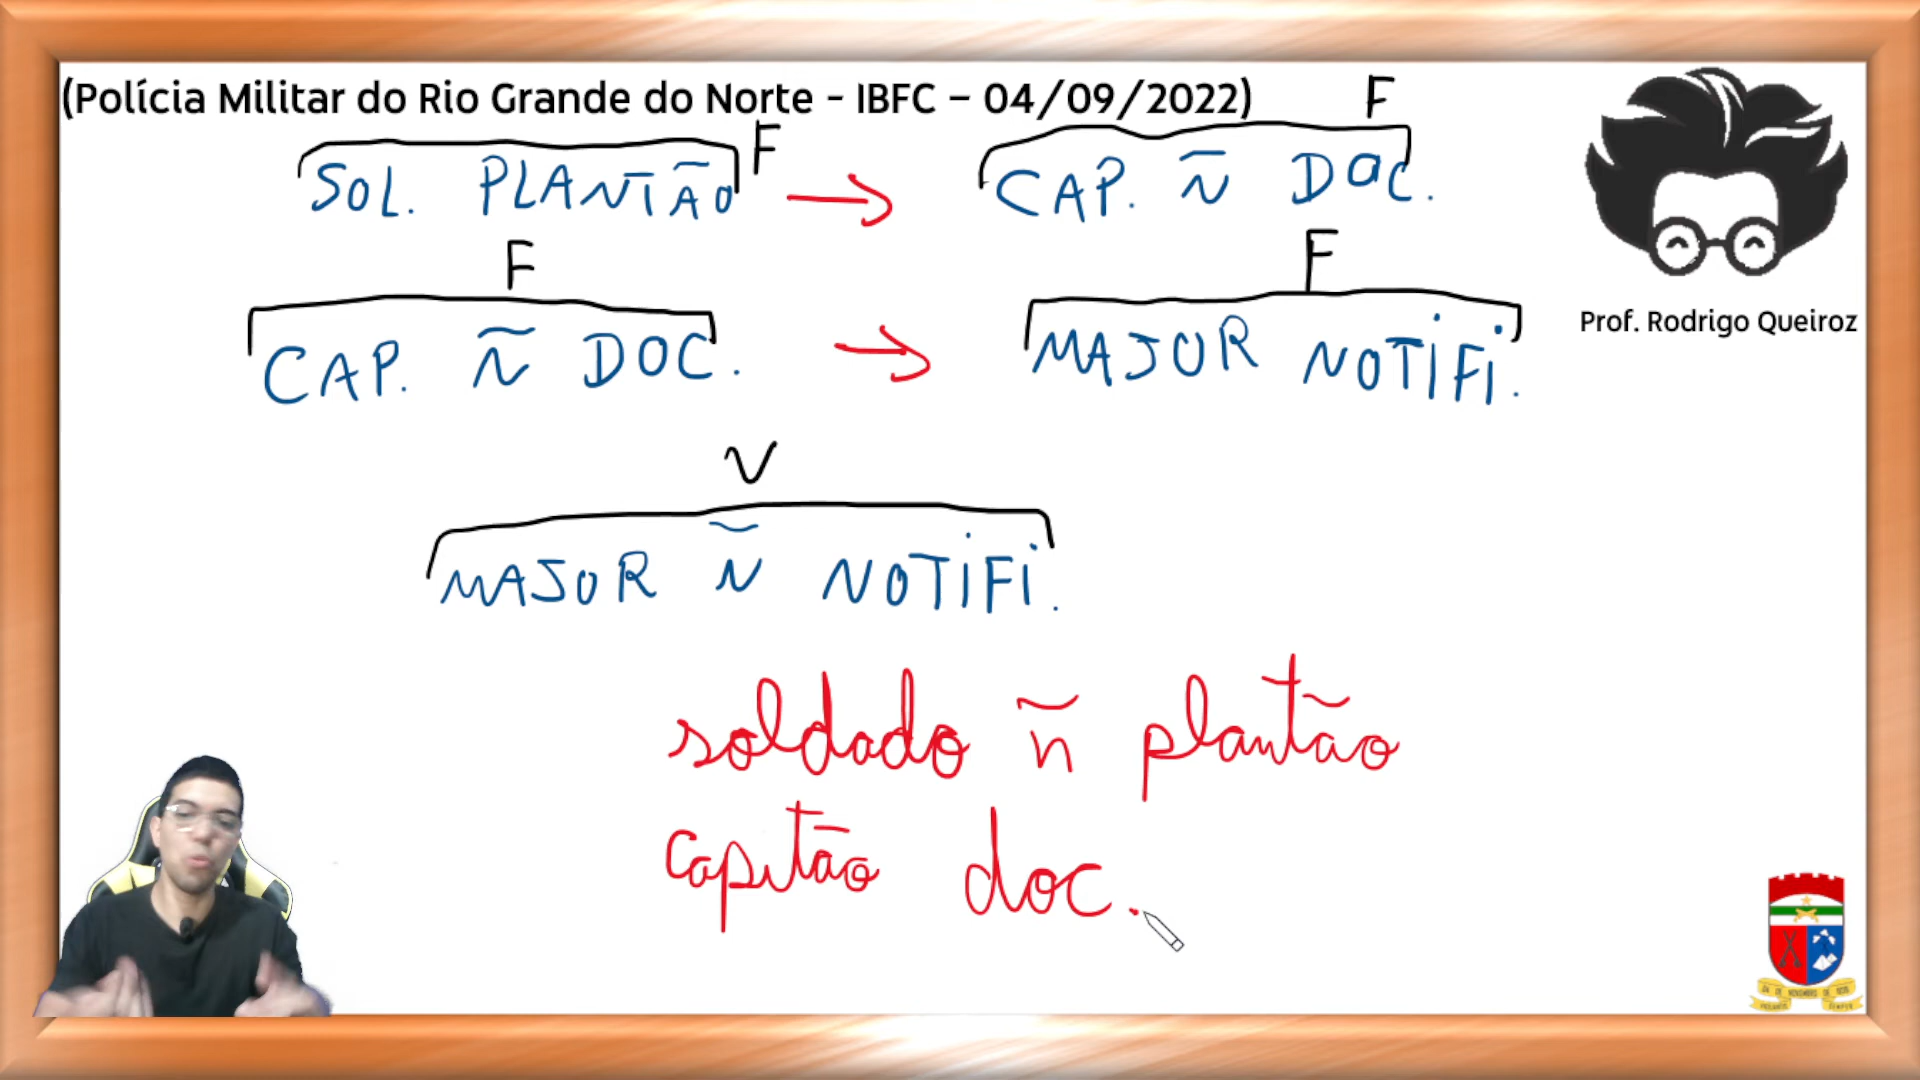 (Polícia Militar do Rio Grande do Norte - IBFC – 04/09/2022)
F
F
SOL. PLANTÃO → CAP. Ñ DOC.
F
F
CAP. Ñ DOC. → MAJOR NOTIFI.
Prof. Rodrigo Queiroz
V
MAJOR Ñ NOTIFI.
soldado ñ plantão
capitão doc.